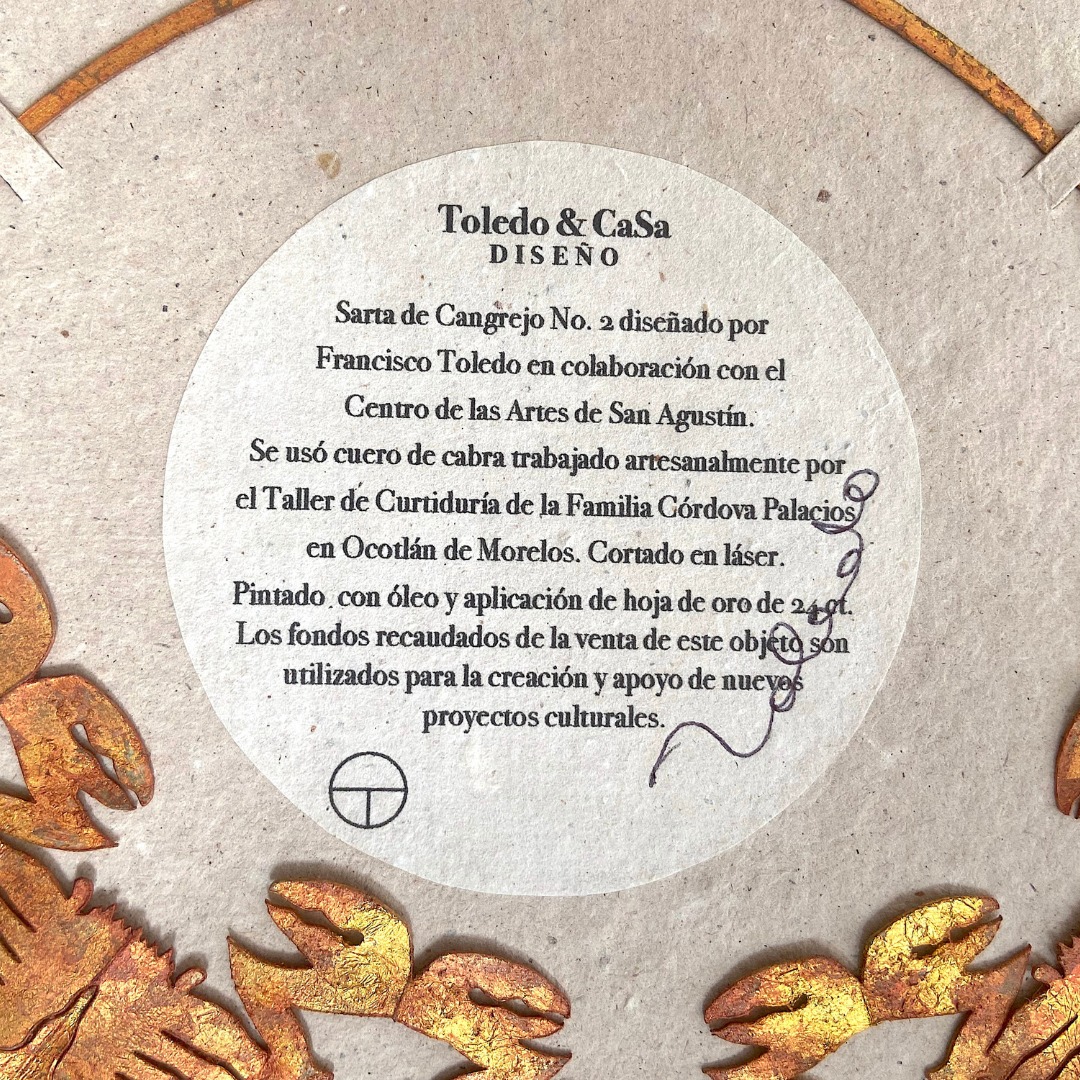 Toledo & CaSa
DISEÑO
Sarta de Cangrejo No. 2 diseñado por
Francisco Toledo en colaboración con el
Centro de las Artes de San Agustín.
Se usó cuero de cabra trabajado artesanalmente por
el Taller de Curtiduría de la Familia Córdova Palacios
en Ocotlán de Morelos. Cortado en láser.
Pintado con óleo y aplicación de hoja de oro de 24 qt.
Los fondos recaudados de la venta de este objeto son
utilizados para la creación y apoyo de nuevos
proyectos culturales.